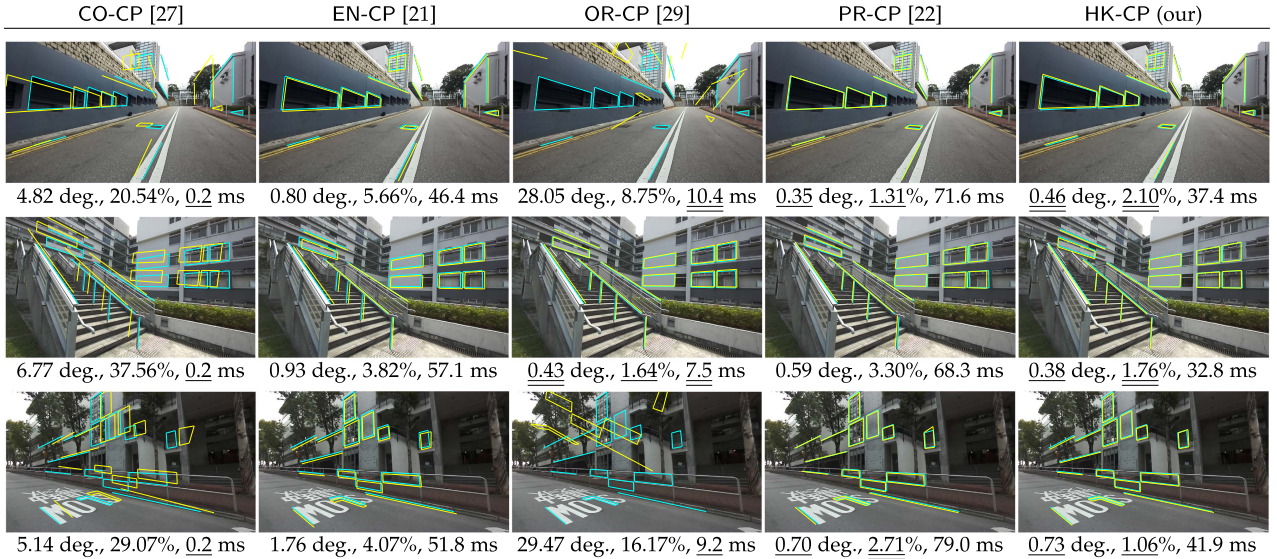 CO-CP [27] EN-CP [21] OR-CP [29] PR-CP [22] HK-CP (our)
4.82 deg., 20.54%, 0.2 ms 0.80 deg., 5.66%, 46.4 ms 28.05 deg., 8.75%, 10.4 ms 0.35 deg., 1.31%, 71.6 ms 0.46 deg., 2.10%, 37.4 ms
6.77 deg., 37.56%, 0.2 ms 0.93 deg., 3.82%, 57.1 ms 0.43 deg., 1.64%, 7.5 ms 0.59 deg., 3.30%, 68.3 ms 0.38 deg., 1.76%, 32.8 ms
5.14 deg., 29.07%, 0.2 ms 1.76 deg., 4.07%, 51.8 ms 29.47 deg., 16.17%, 9.2 ms 0.70 deg., 2.71%, 79.0 ms 0.73 deg., 1.06%, 41.9 ms